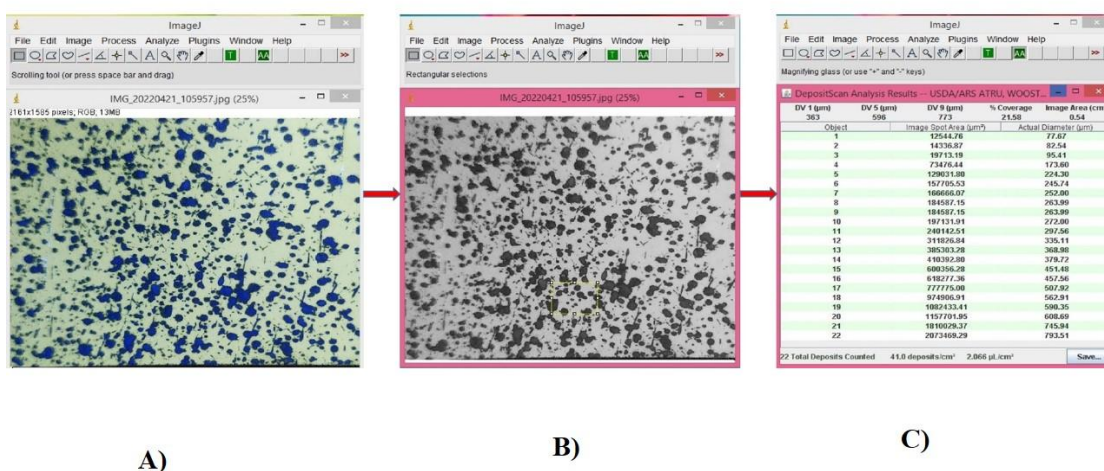 ImageJ
File Edit Image Process Analyze Plugins Window Help
Scrolling tool (or press space bar and drag)
IMG_20220421_105957.jpg (25%)
2161x1585 pixels; RGB, 13MB
A)
ImageJ
File Edit Image Process Analyze Plugins Window Help
Rectangular selections
IMG_20220421_105957.jpg (25%)
B)
ImageJ
File Edit Image Process Analyze Plugins Window Help
Magnifying glass (or use "+" and "-" keys)
DepositScan Analysis Results -- USDA/ARS ATRU, WOOST...
DV 1 (µm) DV 5 (µm) DV 9 (µm) % Coverage Image Area (cm
363 596 773 21.58 0.54
Object Image Spot Area (µm²) Actual Diameter (µm)
1 12544.76 77.67
2 14336.87 82.54
3 19713.19 95.41
4 73476.44 173.60
5 129031.80 224.30
6 157705.53 245.74
7 166666.07 252.00
8 184587.15 263.99
9 184587.15 263.99
10 197131.91 272.00
11 240142.51 297.56
12 311826.84 335.11
13 385303.28 368.98
14 410392.80 379.72
15 600356.28 451.48
16 618277.36 457.56
17 777775.00 507.92
18 974906.91 562.91
19 1082433.41 590.35
20 1157701.95 608.69
21 1810029.37 745.94
22 2073469.29 793.51
22 Total Deposits Counted 41.0 deposits/cm² 2.066 µL/cm²
Save...
C)